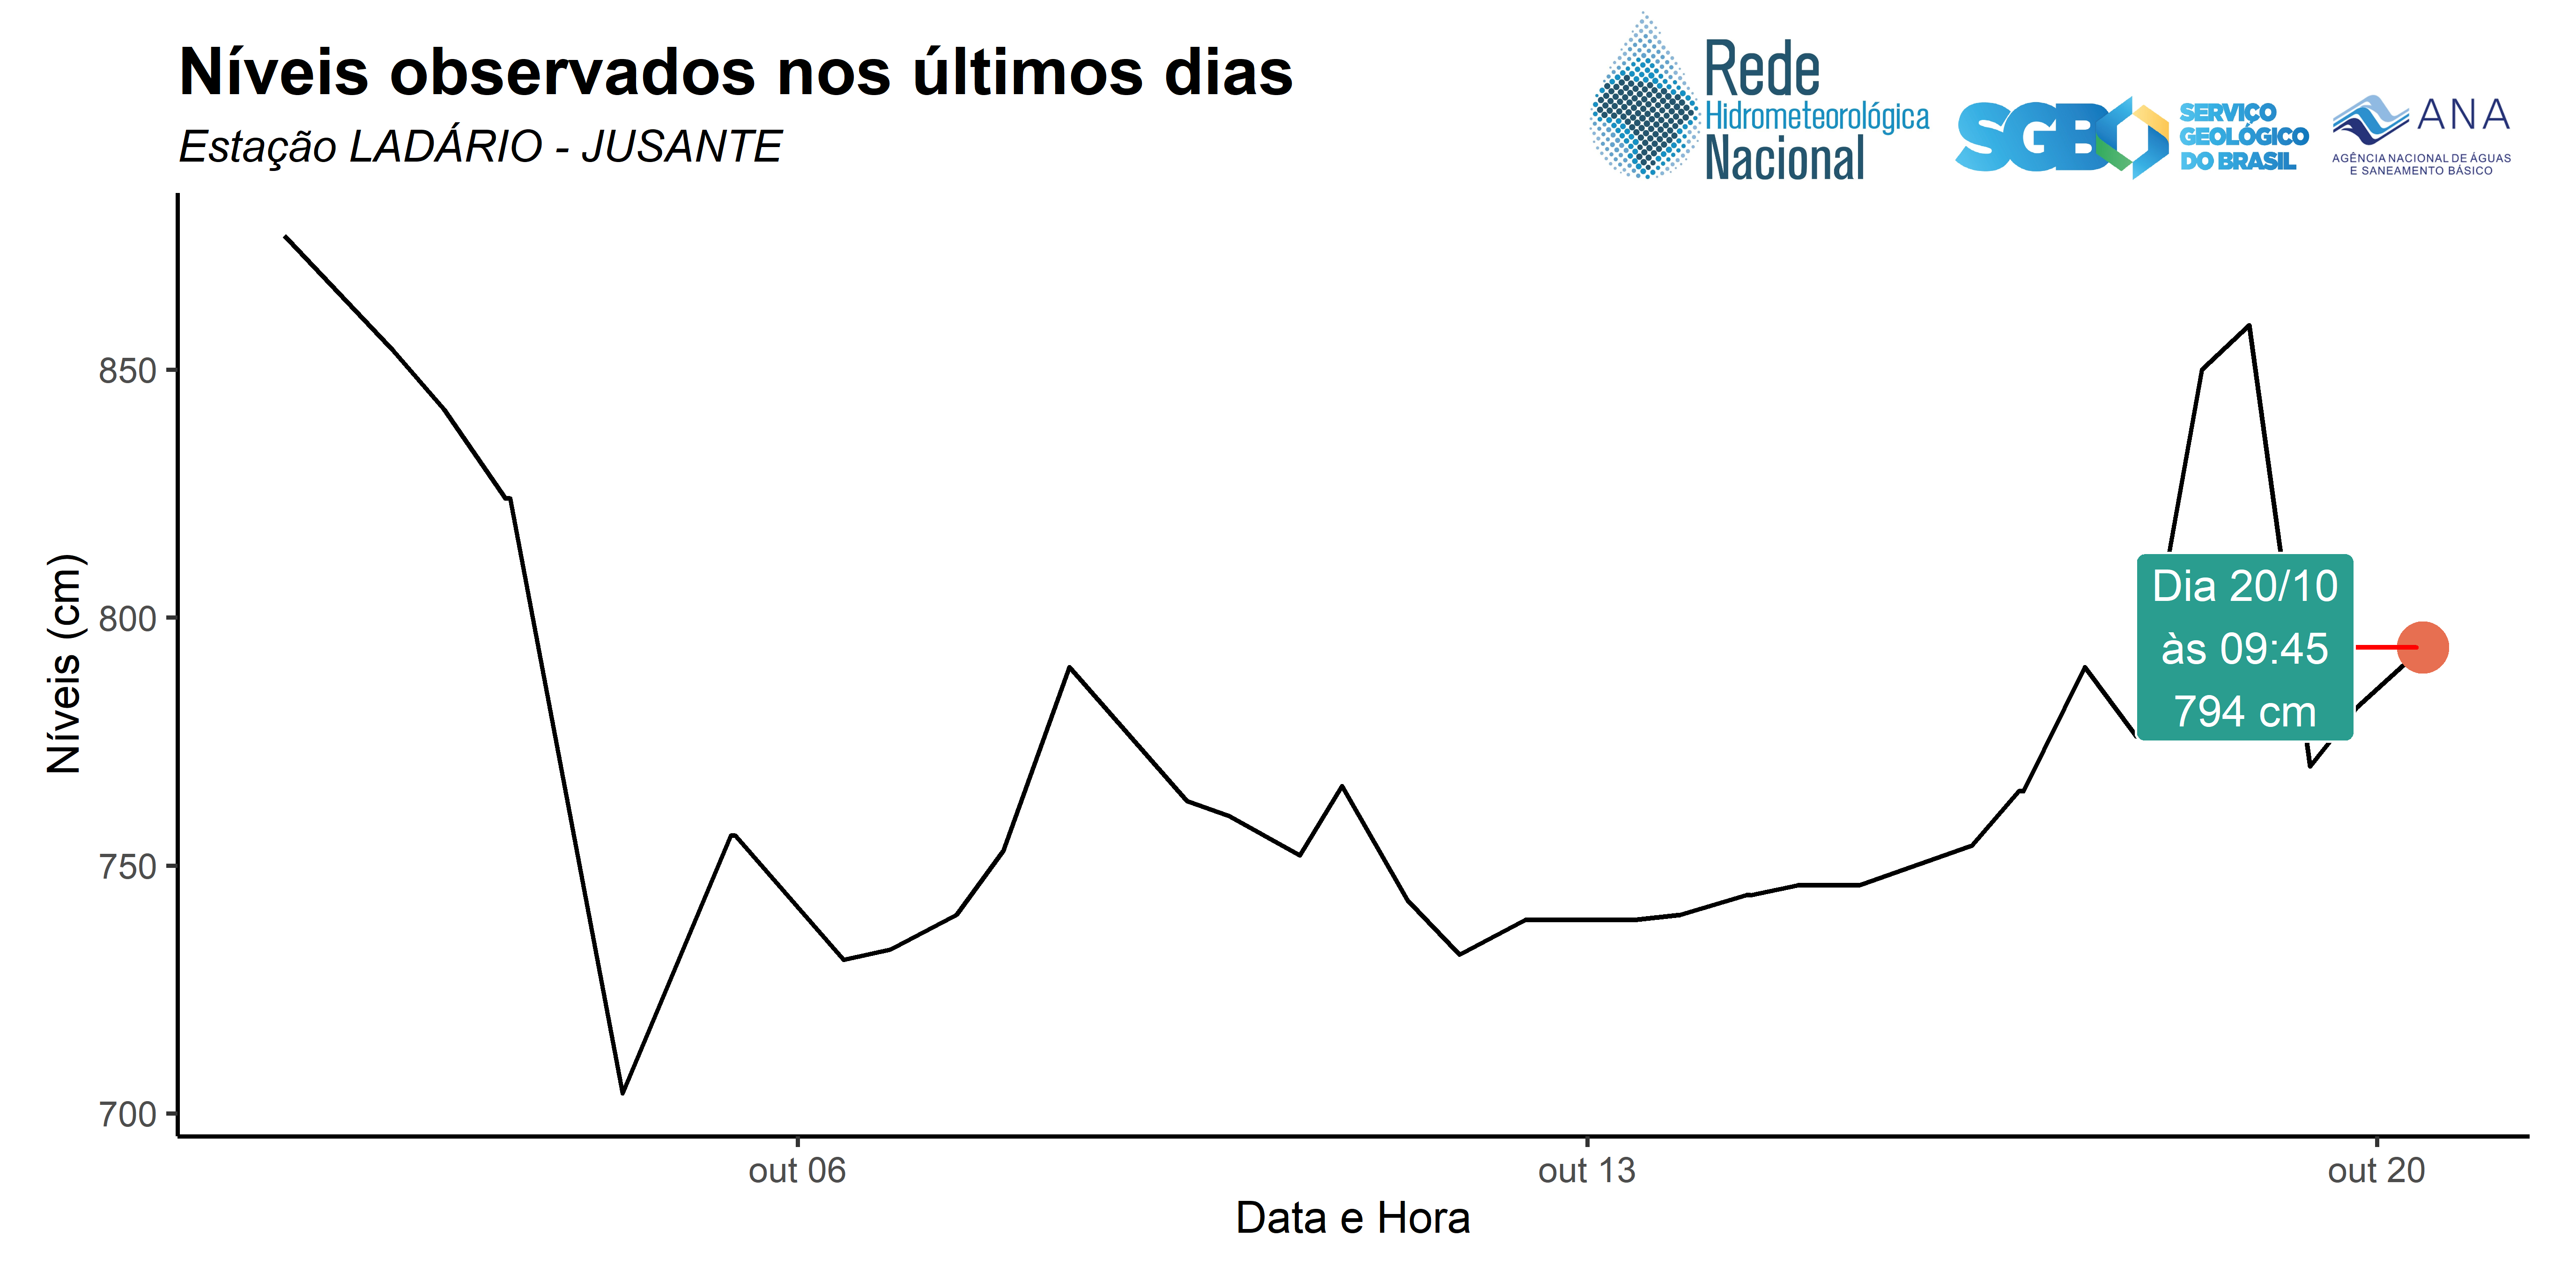 Níveis observados nos últimos dias
Estação LADÁRIO - JUSANTE
Rede
Hidrometeorológica
Nacional
SGB
SERVIÇO
GEOLÓGICO
DO BRASIL
ANA
AGÊNCIA NACIONAL DE ÁGUAS
E SANEAMENTO BÁSICO
Níveis (cm)
850
800
750
700
Dia 20/10
às 09:45
794 cm
out 06
out 13
out 20
Data e Hora